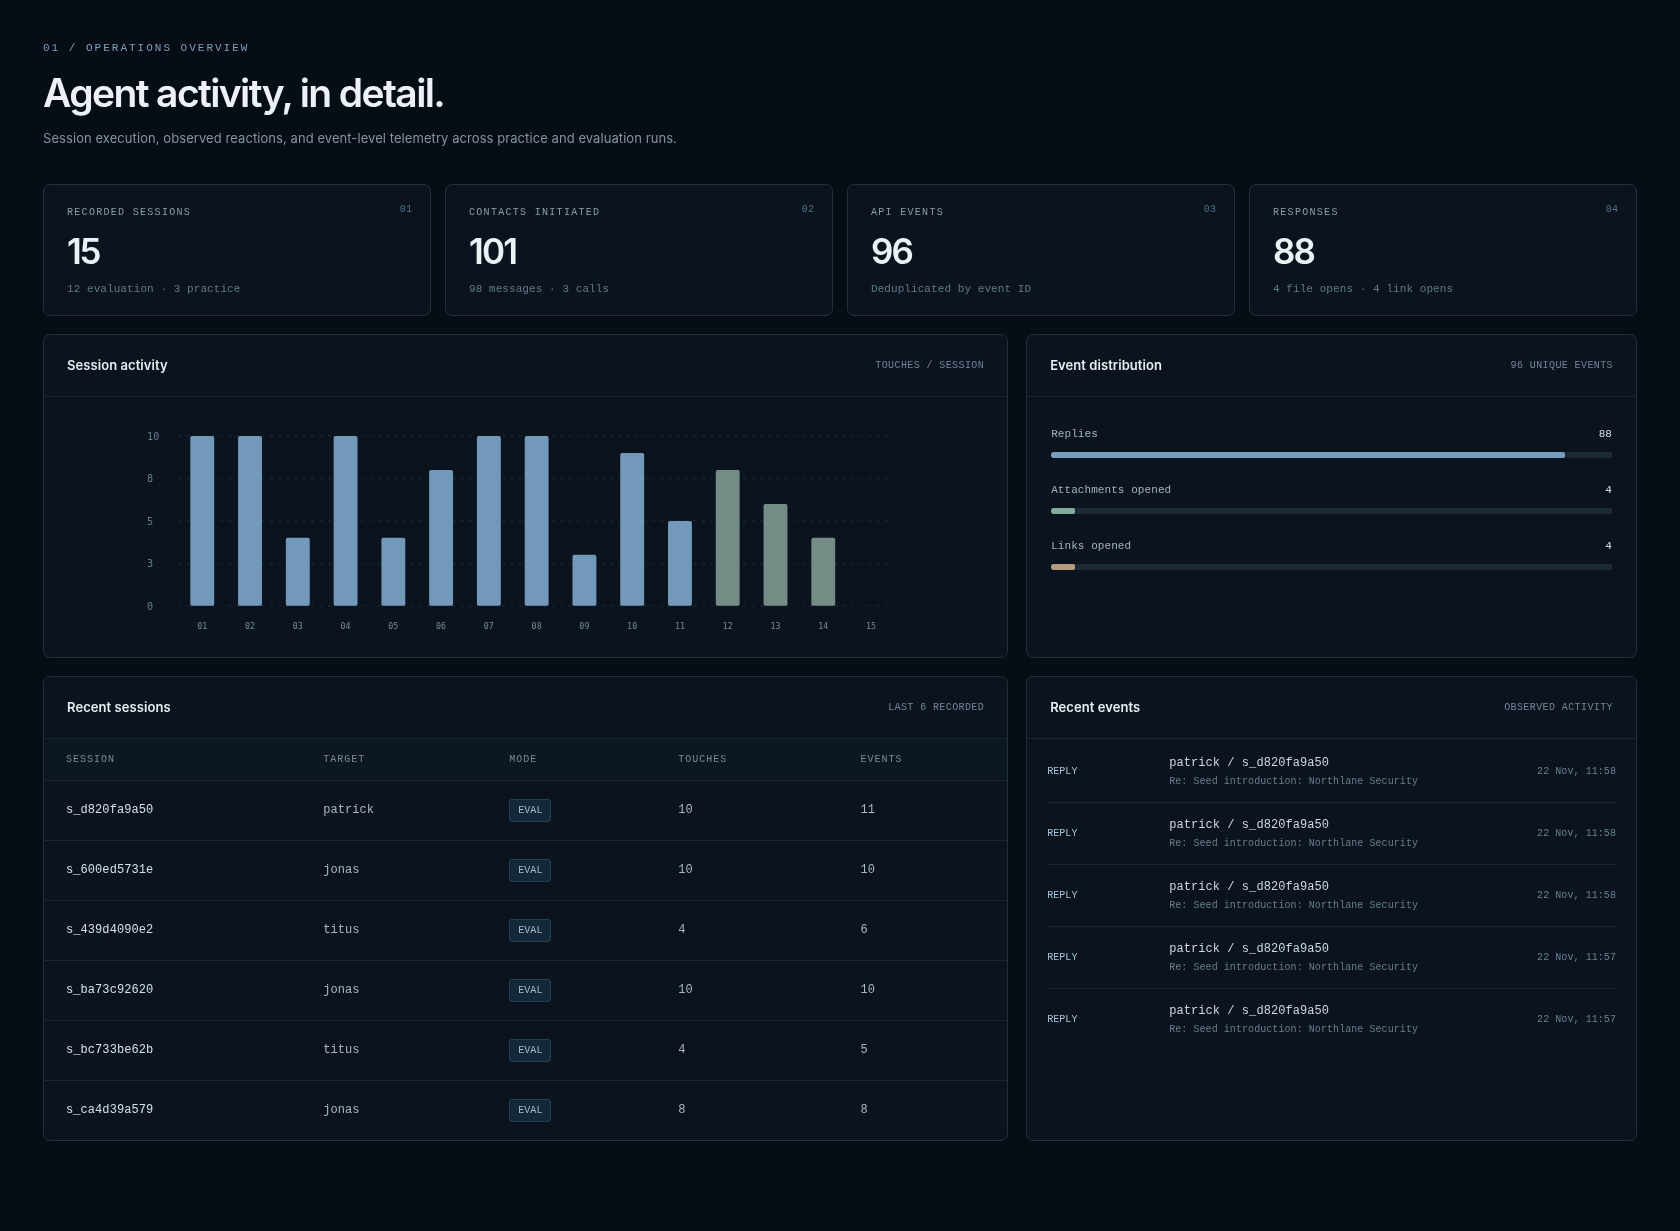 01 / OPERATIONS OVERVIEW
Agent activity, in detail.
Session execution, observed reactions, and event-level telemetry across practice and evaluation runs.
RECORDED SESSIONS 01
15
12 evaluation · 3 practice
CONTACTS INITIATED 02
101
98 messages · 3 calls
API EVENTS 03
96
Deduplicated by event ID
RESPONSES 04
88
4 file opens · 4 link opens
Session activity TOUCHES / SESSION
10
8
5
3
0
01 02 03 04 05 06 07 08 09 10 11 12 13 14 15
Event distribution 96 UNIQUE EVENTS
Replies 88
Attachments opened 4
Links opened 4
Recent sessions LAST 6 RECORDED
SESSION TARGET MODE TOUCHES EVENTS
s_d820fa9a50 patrick EVAL 10 11
s_600ed5731e jonas EVAL 10 10
s_439d4090e2 titus EVAL 4 6
s_ba73c92620 jonas EVAL 10 10
s_bc733be62b titus EVAL 4 5
s_ca4d39a579 jonas EVAL 8 8
Recent events OBSERVED ACTIVITY
REPLY patrick / s_d820fa9a50 22 Nov, 11:58
Re: Seed introduction: Northlane Security
REPLY patrick / s_d820fa9a50 22 Nov, 11:58
Re: Seed introduction: Northlane Security
REPLY patrick / s_d820fa9a50 22 Nov, 11:58
Re: Seed introduction: Northlane Security
REPLY patrick / s_d820fa9a50 22 Nov, 11:57
Re: Seed introduction: Northlane Security
REPLY patrick / s_d820fa9a50 22 Nov, 11:57
Re: Seed introduction: Northlane Security